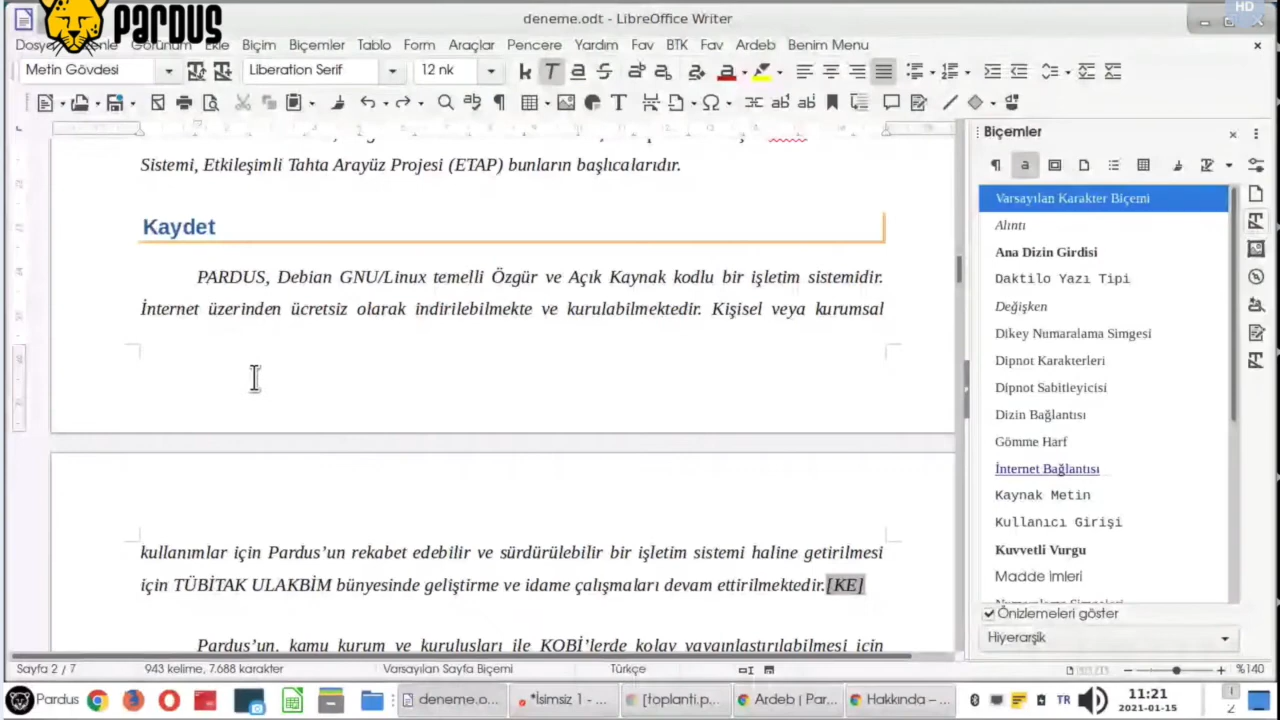 PARDUS
HD
deneme.odt - LibreOffice Writer
Dosya Görünüm Ekle Biçim Biçemler Tablo Form Araçlar Pencere Yardım Fav BTK Fav Ardeb Benim Menu
Metin Gövdesi Liberation Serif 12 nk
Sistemi, Etkileşimli Tahta Arayüz Projesi (ETAP) bunların başlıcalarıdır.
Kaydet
PARDUS, Debian GNU/Linux temelli Özgür ve Açık Kaynak kodlu bir işletim sistemidir.
İnternet üzerinden ücretsiz olarak indirilebilmekte ve kurulabilmektedir. Kişisel veya kurumsal
kullanımlar için Pardus’un rekabet edebilir ve sürdürülebilir bir işletim sistemi haline getirilmesi
için TÜBİTAK ULAKBİM bünyesinde geliştirme ve idame çalışmaları devam ettirilmektedir.[KE]
Pardus’un, kamu kurum ve kuruluşları ile KOBİ’lerde kolay yaygınlaştırılabilmesi için
Biçemler
Varsayılan Karakter Biçemi
Alıntı
Ana Dizin Girdisi
Daktilo Yazı Tipi
Değişken
Dikey Numaralama Simgesi
Dipnot Karakterleri
Dipnot Sabitleyicisi
Dizin Bağlantısı
Gömme Harf
İnternet Bağlantısı
Kaynak Metin
Kullanıcı Girişi
Kuvvetli Vurgu
Madde İmleri
Önizlemeleri göster
Hiyerarşik
Sayfa 2 / 7 943 kelime, 7.688 karakter Varsayılan Sayfa Biçemi Türkçe %140
Pardus deneme.o... *İsimsiz 1 - ... [toplanti.p... Ardeb | Par... Hakkında – ... TR 11:21
2021-01-15
1
2